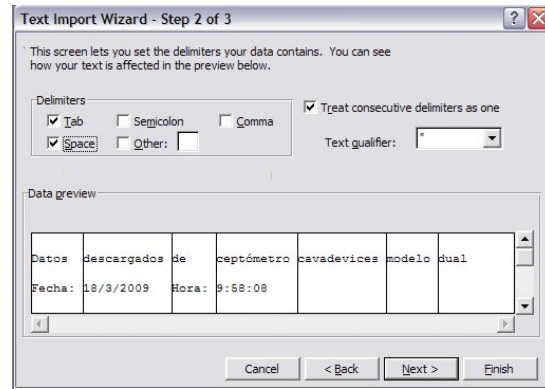 Text Import Wizard - Step 2 of 3
This screen lets you set the delimiters your data contains. You can see
how your text is affected in the preview below.
Delimiters
Tab Semicolon Comma
Space Other:
Treat consecutive delimiters as one
Text qualifier: "
Data preview
Datos descargados de ceptómetro cavadevices modelo dual
Fecha: 18/3/2009 Hora: 9:58:08
Cancel < Back Next > Finish